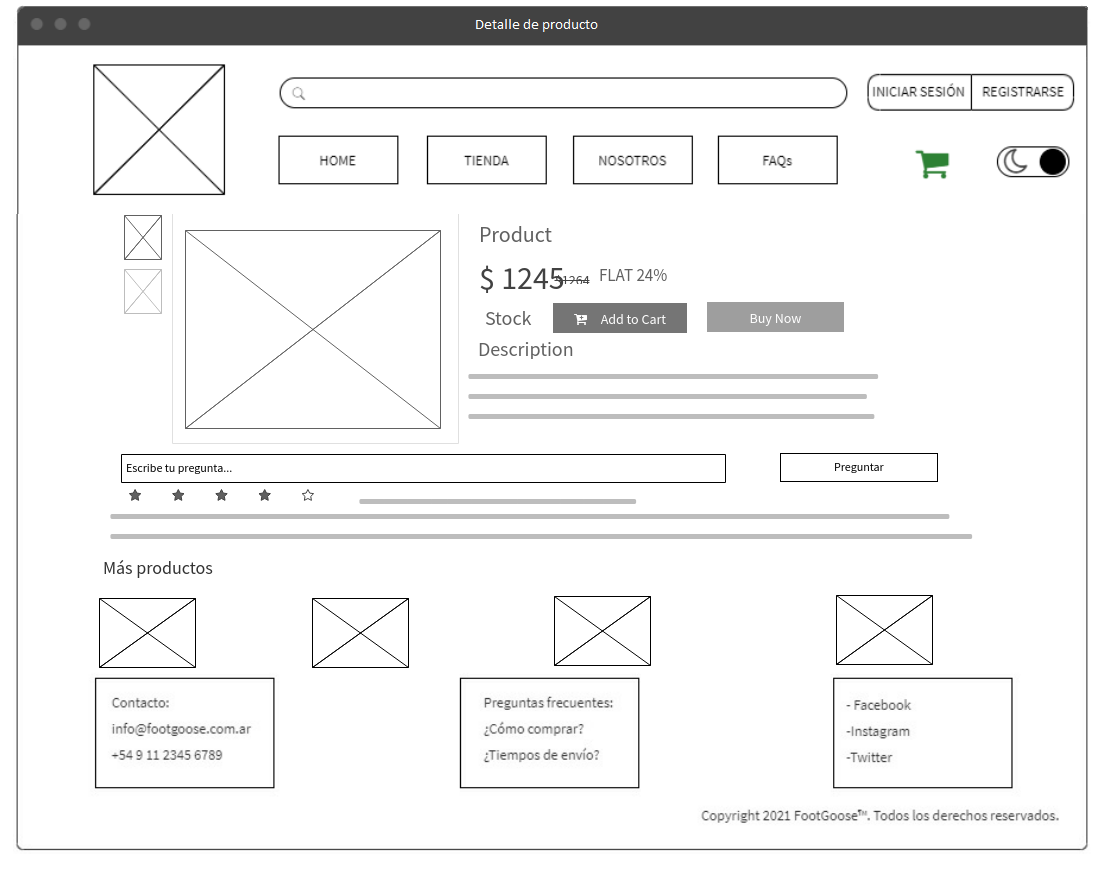 Detalle de producto
INICIAR SESIÓN REGISTRARSE
HOME TIENDA NOSOTROS FAQs
Product
$ 1245 $1264 FLAT 24%
Stock Add to Cart Buy Now
Description
Escribe tu pregunta... Preguntar
Más productos
Contacto:
info@footgoose.com.ar
+54 9 11 2345 6789
Preguntas frecuentes:
¿Cómo comprar?
¿Tiempos de envío?
- Facebook
-Instagram
-Twitter
Copyright 2021 FootGoose™. Todos los derechos reservados.